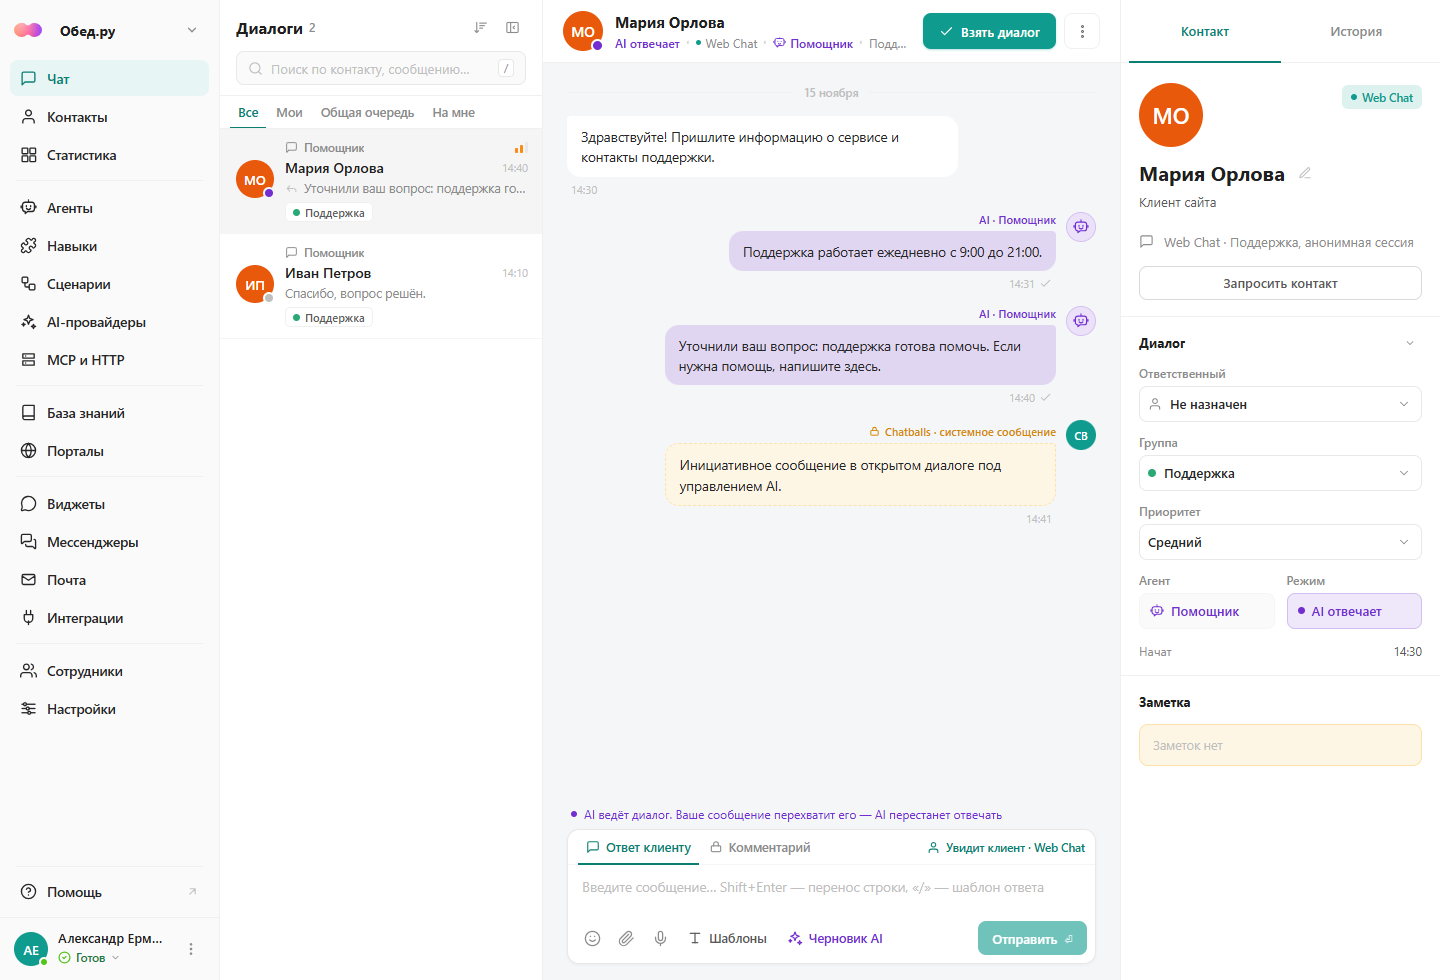 Обед.ру
Чат
Контакты
Статистика
Агенты
Навыки
Сценарии
AI-провайдеры
MCP и HTTP
База знаний
Порталы
Виджеты
Мессенджеры
Почта
Интеграции
Сотрудники
Настройки
Помощь
AE
Александр Ерм...
Готов
Диалоги 2
Поиск по контакту, сообщению... /
Все Мои Общая очередь На мне
Помощник
МО
Мария Орлова 14:40
Уточнили ваш вопрос: поддержка го...
Поддержка
Помощник
ИП
Иван Петров 14:10
Спасибо, вопрос решён.
Поддержка
МО
Мария Орлова
AI отвечает · Web Chat · Помощник · Подд...
Взять диалог
15 ноября
Здравствуйте! Пришлите информацию о сервисе и
контакты поддержки.
14:30
AI · Помощник
Поддержка работает ежедневно с 9:00 до 21:00.
14:31
AI · Помощник
Уточнили ваш вопрос: поддержка готова помочь. Если
нужна помощь, напишите здесь.
14:40
Chatballs · системное сообщение
CB
Инициативное сообщение в открытом диалоге под
управлением AI.
14:41
AI ведёт диалог. Ваше сообщение перехватит его — AI перестанет отвечать
Ответ клиенту Комментарий Увидит клиент · Web Chat
Введите сообщение... Shift+Enter — перенос строки, «/» — шаблон ответа
Шаблоны Черновик AI Отправить
Контакт История
МО
Web Chat
Мария Орлова
Клиент сайта
Web Chat · Поддержка, анонимная сессия
Запросить контакт
Диалог
Ответственный
Не назначен
Группа
Поддержка
Приоритет
Средний
Агент Режим
Помощник AI отвечает
Начат 14:30
Заметка
Заметок нет